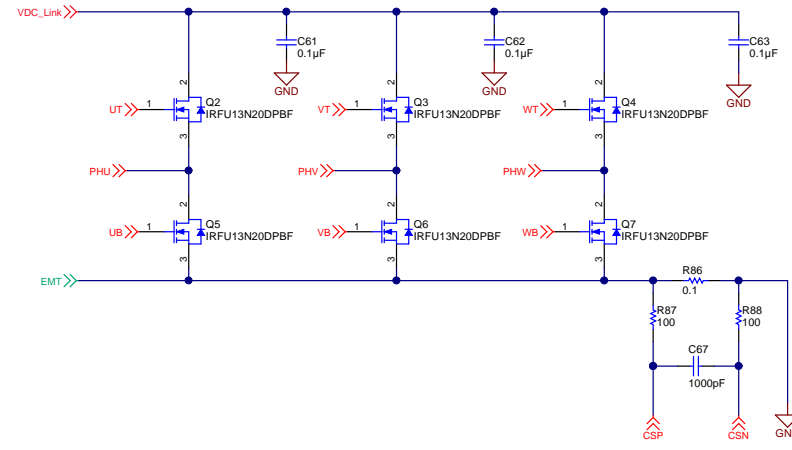 VDC_Link
C61
0.1µF
GND
C62
0.1µF
GND
C63
0.1µF
GND
2
UT
1
Q2
IRFU13N20DPBF
3
2
VT
1
Q3
IRFU13N20DPBF
3
2
WT
1
Q4
IRFU13N20DPBF
3
PHU
PHV
PHW
2
UB
1
Q5
IRFU13N20DPBF
3
2
VB
1
Q6
IRFU13N20DPBF
3
2
WB
1
Q7
IRFU13N20DPBF
3
EMT
R86
0.1
R87
100
R88
100
C67
1000pF
CSP
CSN
GN